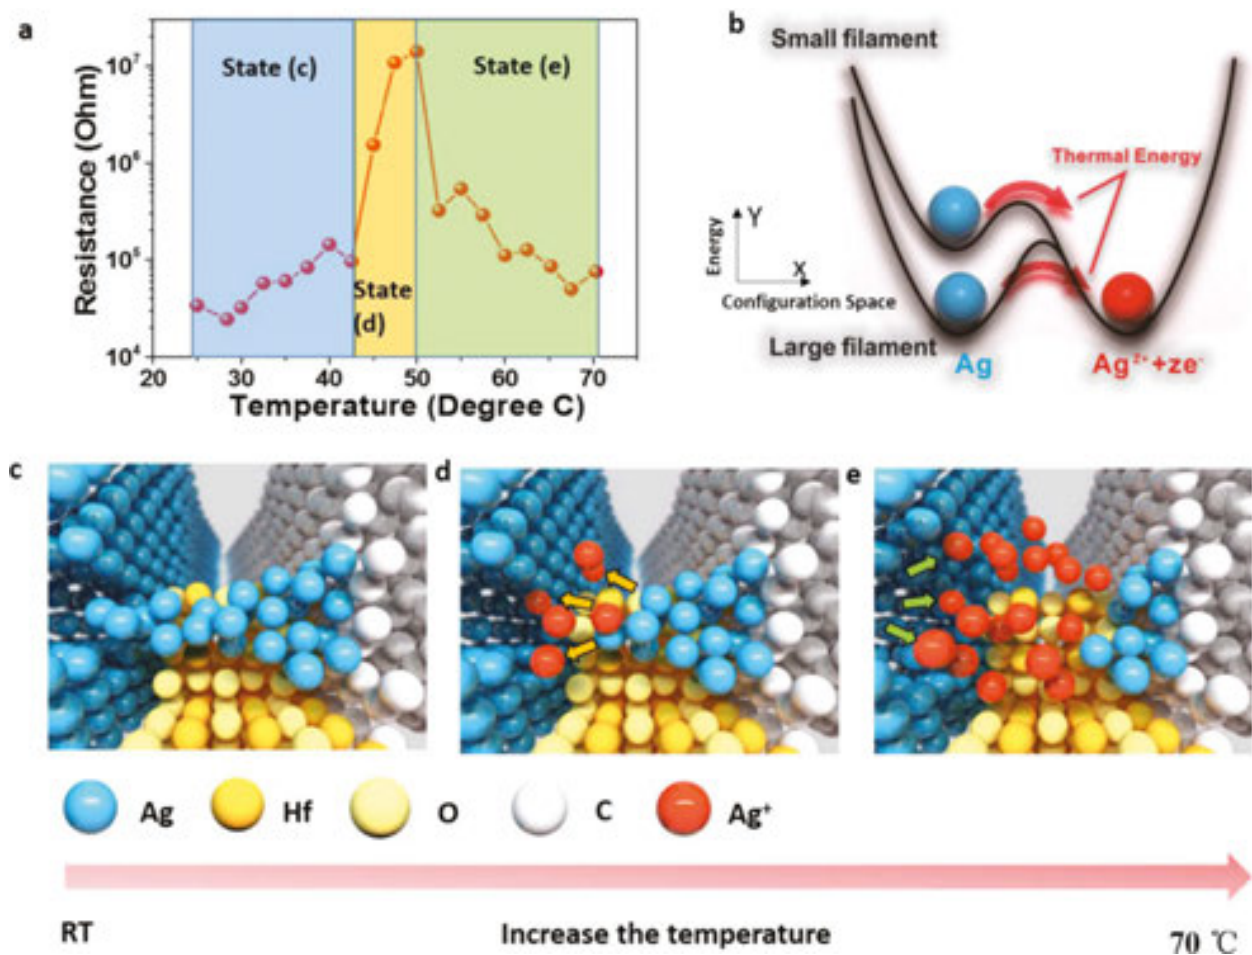 a
State (c)
State (e)
State
(d)
Resistance (Ohm)
10⁷
10⁶
10⁵
10⁴
20
30
40
50
60
70
Temperature (Degree C)
b
Small filament
Thermal Energy
Energy
Y
X
Configuration Space
Large filament
Ag
Ag²⁺+ze⁻
c
d
e
Ag
Hf
O
C
Ag⁺
RT
Increase the temperature
70 ℃